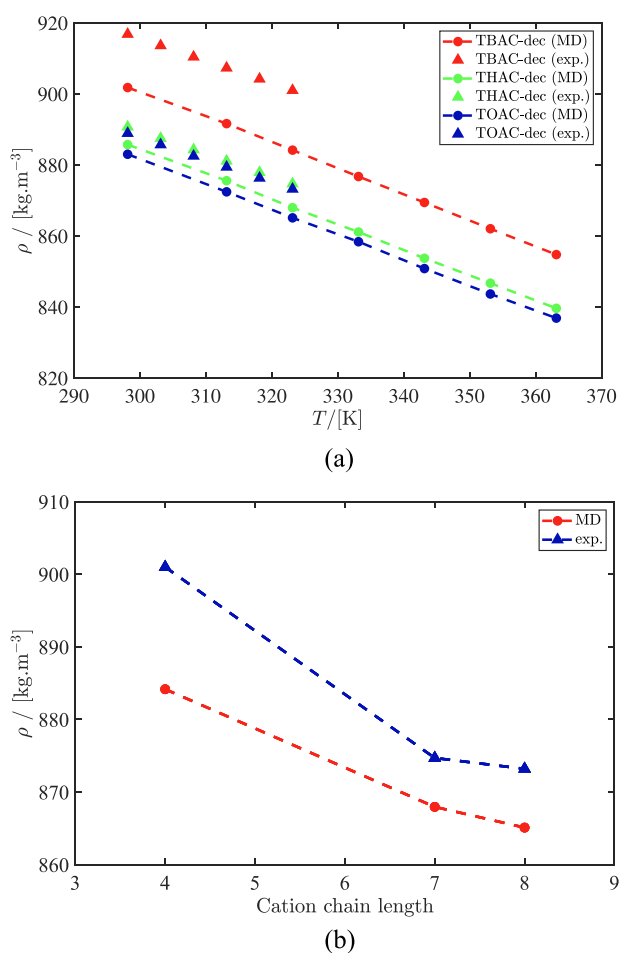 920
900
880
860
840
820
ρ / [kg.m⁻³]
TBAC-dec (MD)
TBAC-dec (exp.)
THAC-dec (MD)
THAC-dec (exp.)
TOAC-dec (MD)
TOAC-dec (exp.)
290 300 310 320 330 340 350 360 370
T/[K]
(a)
910
900
890
880
870
860
ρ / [kg.m⁻³]
MD
exp.
3 4 5 6 7 8 9
Cation chain length
(b)